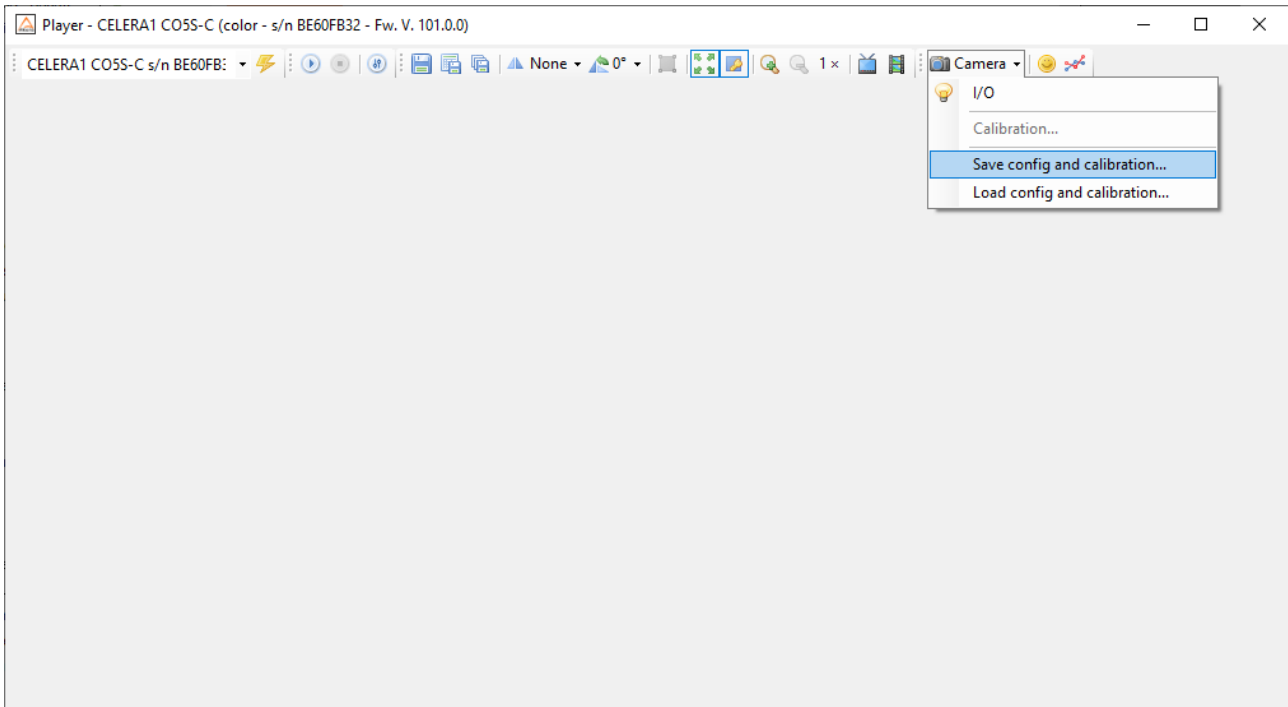 Player - CELERA1 CO5S-C (color - s/n BE60FB32 - Fw. V. 101.0.0)
CELERA1 CO5S-C s/n BE60FB: None 0° 1 × Camera
I/O
Calibration...
Save config and calibration...
Load config and calibration...